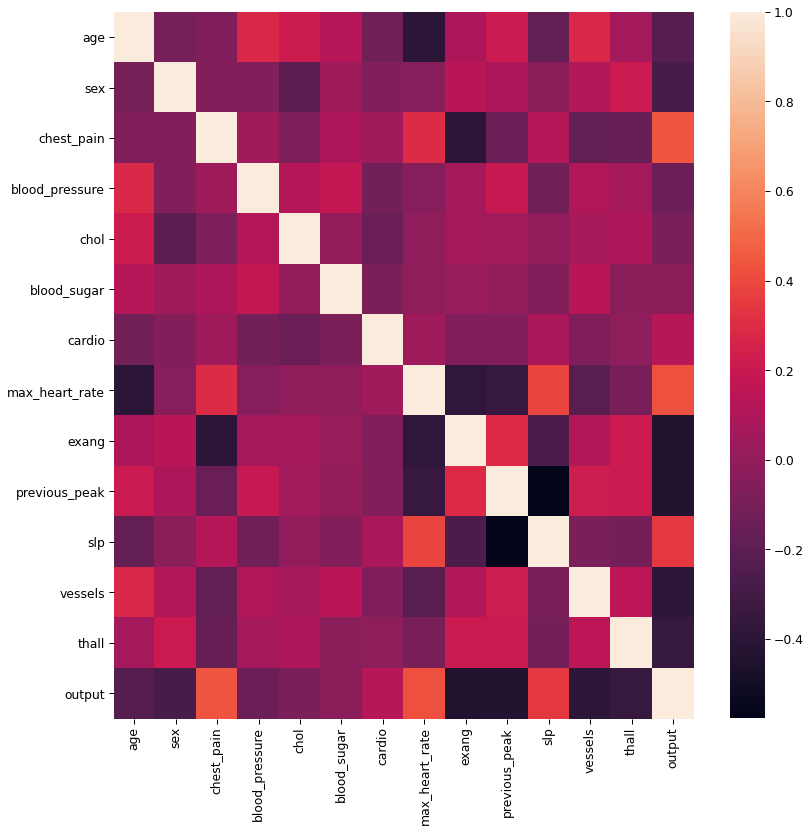 age
sex
chest_pain
blood_pressure
chol
blood_sugar
cardio
max_heart_rate
exang
previous_peak
slp
vessels
thall
output
age
sex
chest_pain
blood_pressure
chol
blood_sugar
cardio
max_heart_rate
exang
previous_peak
slp
vessels
thall
output
1.0
0.8
0.6
0.4
0.2
0.0
−0.2
−0.4